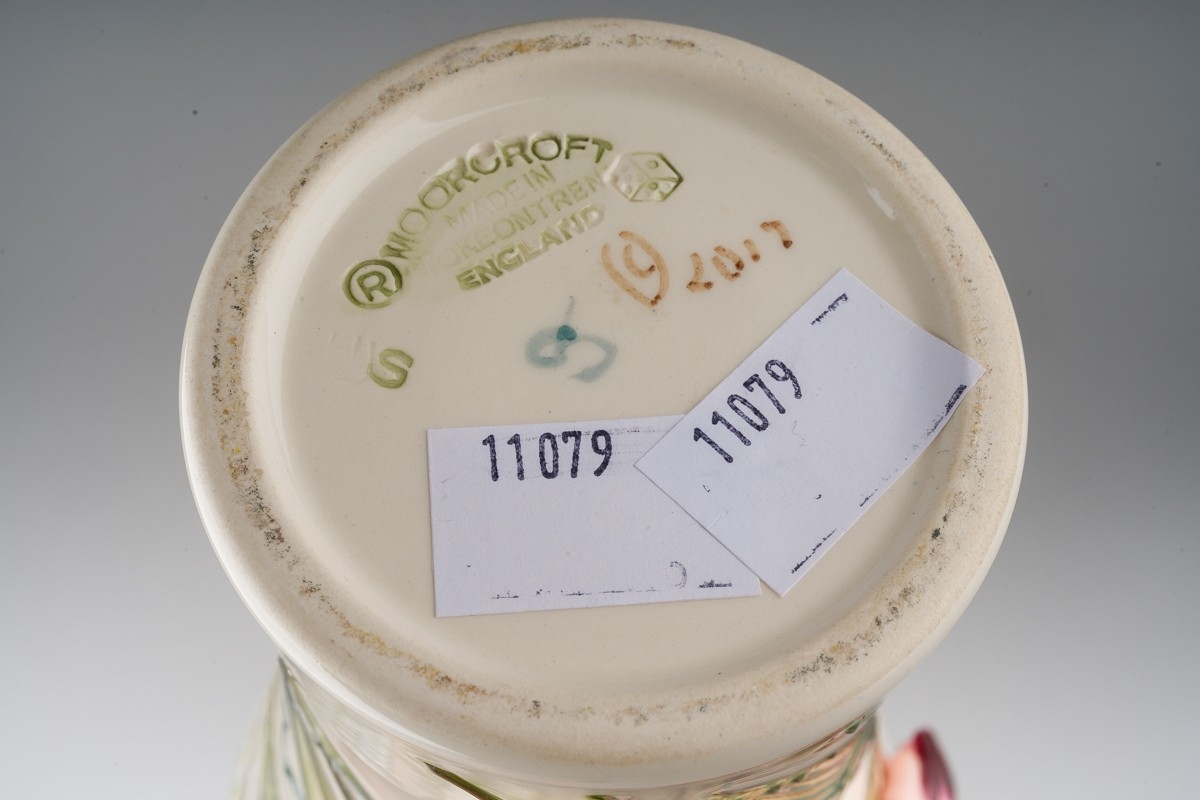 MOORCROFT
MADE IN
STOKE ON TRENT
ENGLAND
®
© 2017
S
11079
11079